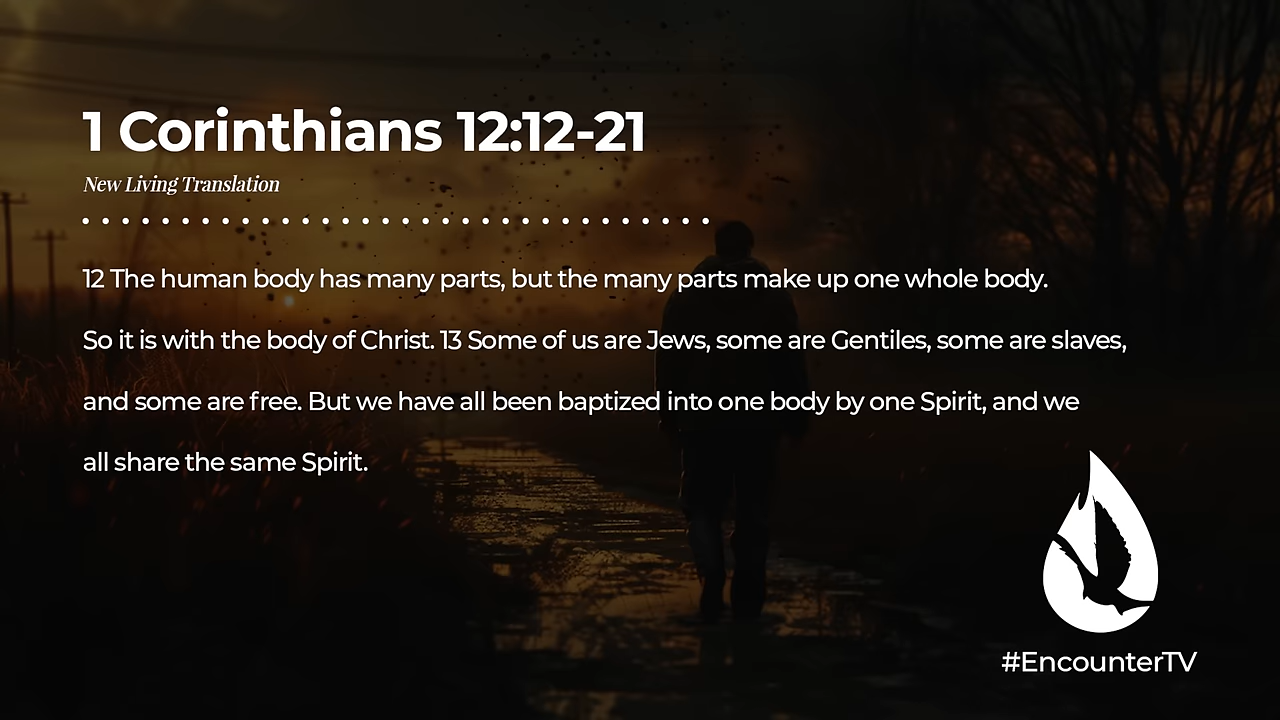 1 Corinthians 12:12-21
New Living Translation
12 The human body has many parts, but the many parts make up one whole body.
So it is with the body of Christ. 13 Some of us are Jews, some are Gentiles, some are slaves,
and some are free. But we have all been baptized into one body by one Spirit, and we
all share the same Spirit.
#EncounterTV